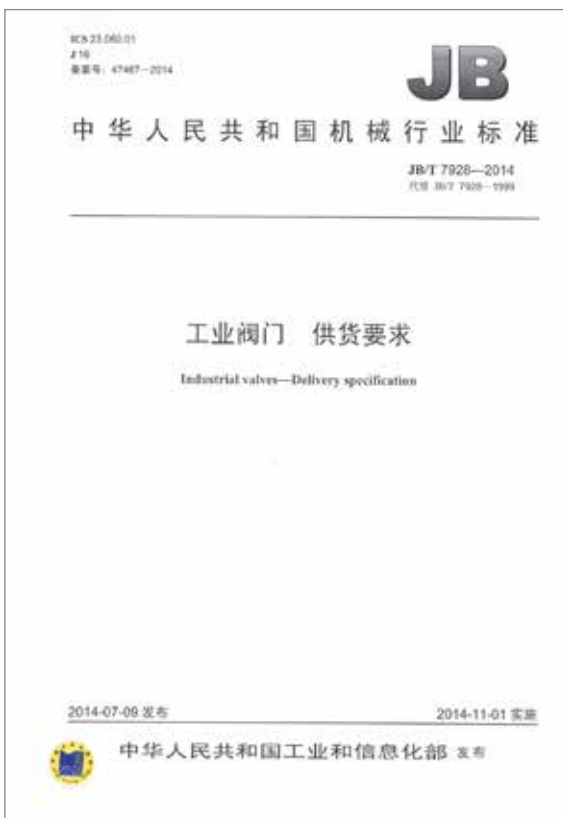 ICS 23.060.01
J 16
备案号：47467—2014
JB
中华人民共和国机械行业标准
JB/T 7928—2014
代替 JB/T 7928—1999
工业阀门　供货要求
Industrial valves—Delivery specification
2014-07-09 发布
2014-11-01 实施
中华人民共和国工业和信息化部 发布